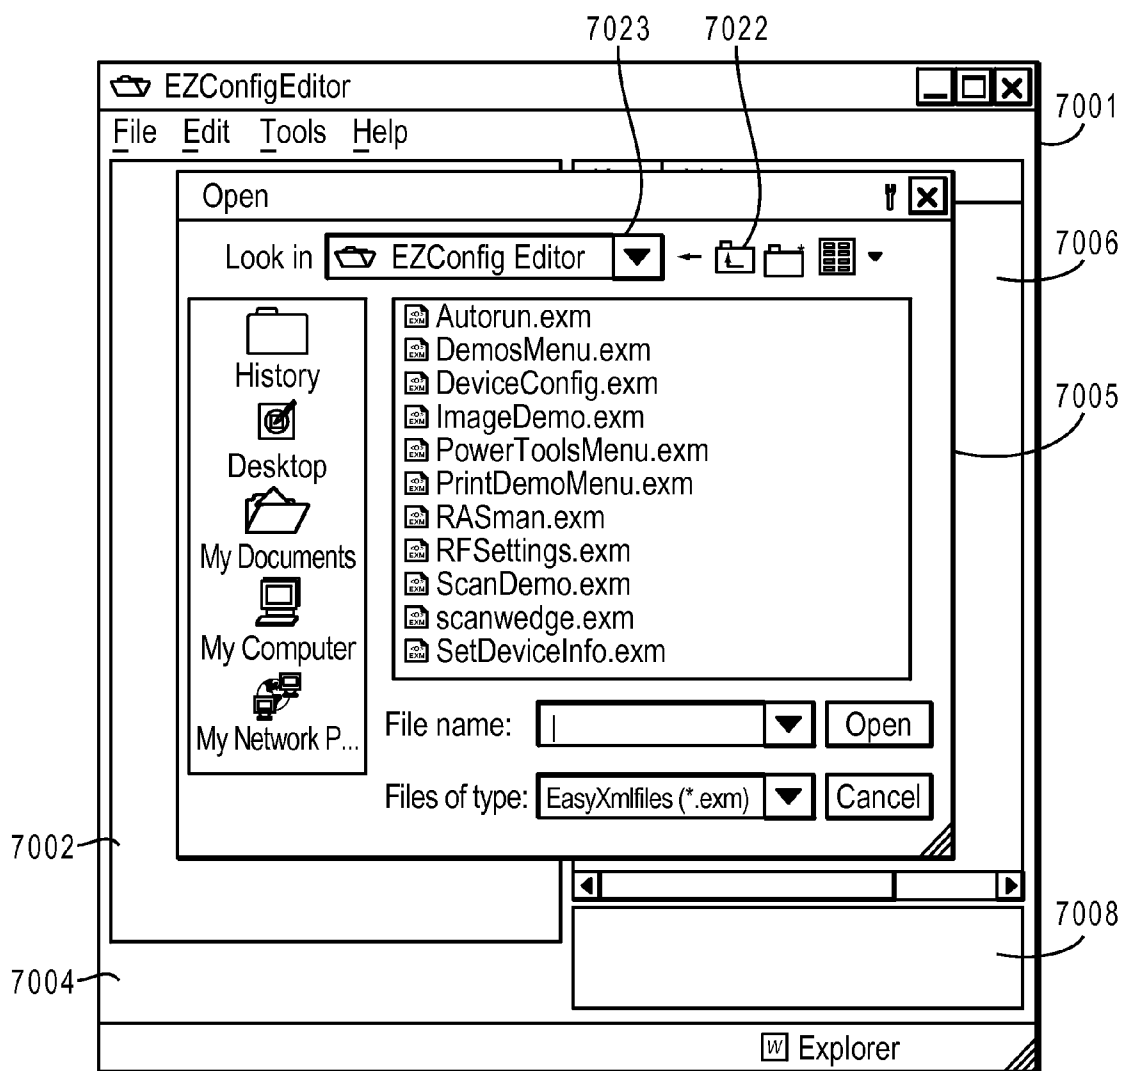 7023 7022
EZConfigEditor
7001
File Edit Tools Help
Open
7006
Look in EZConfig Editor
Autorun.exm
DemosMenu.exm
DeviceConfig.exm
ImageDemo.exm
PowerToolsMenu.exm
PrintDemoMenu.exm
RASman.exm
RFSettings.exm
ScanDemo.exm
scanwedge.exm
SetDeviceInfo.exm
History
Desktop
My Documents
My Computer
My Network P...
7005
File name: Open
Files of type: EasyXmlfiles (*.exm) Cancel
7002
7008
7004
W Explorer